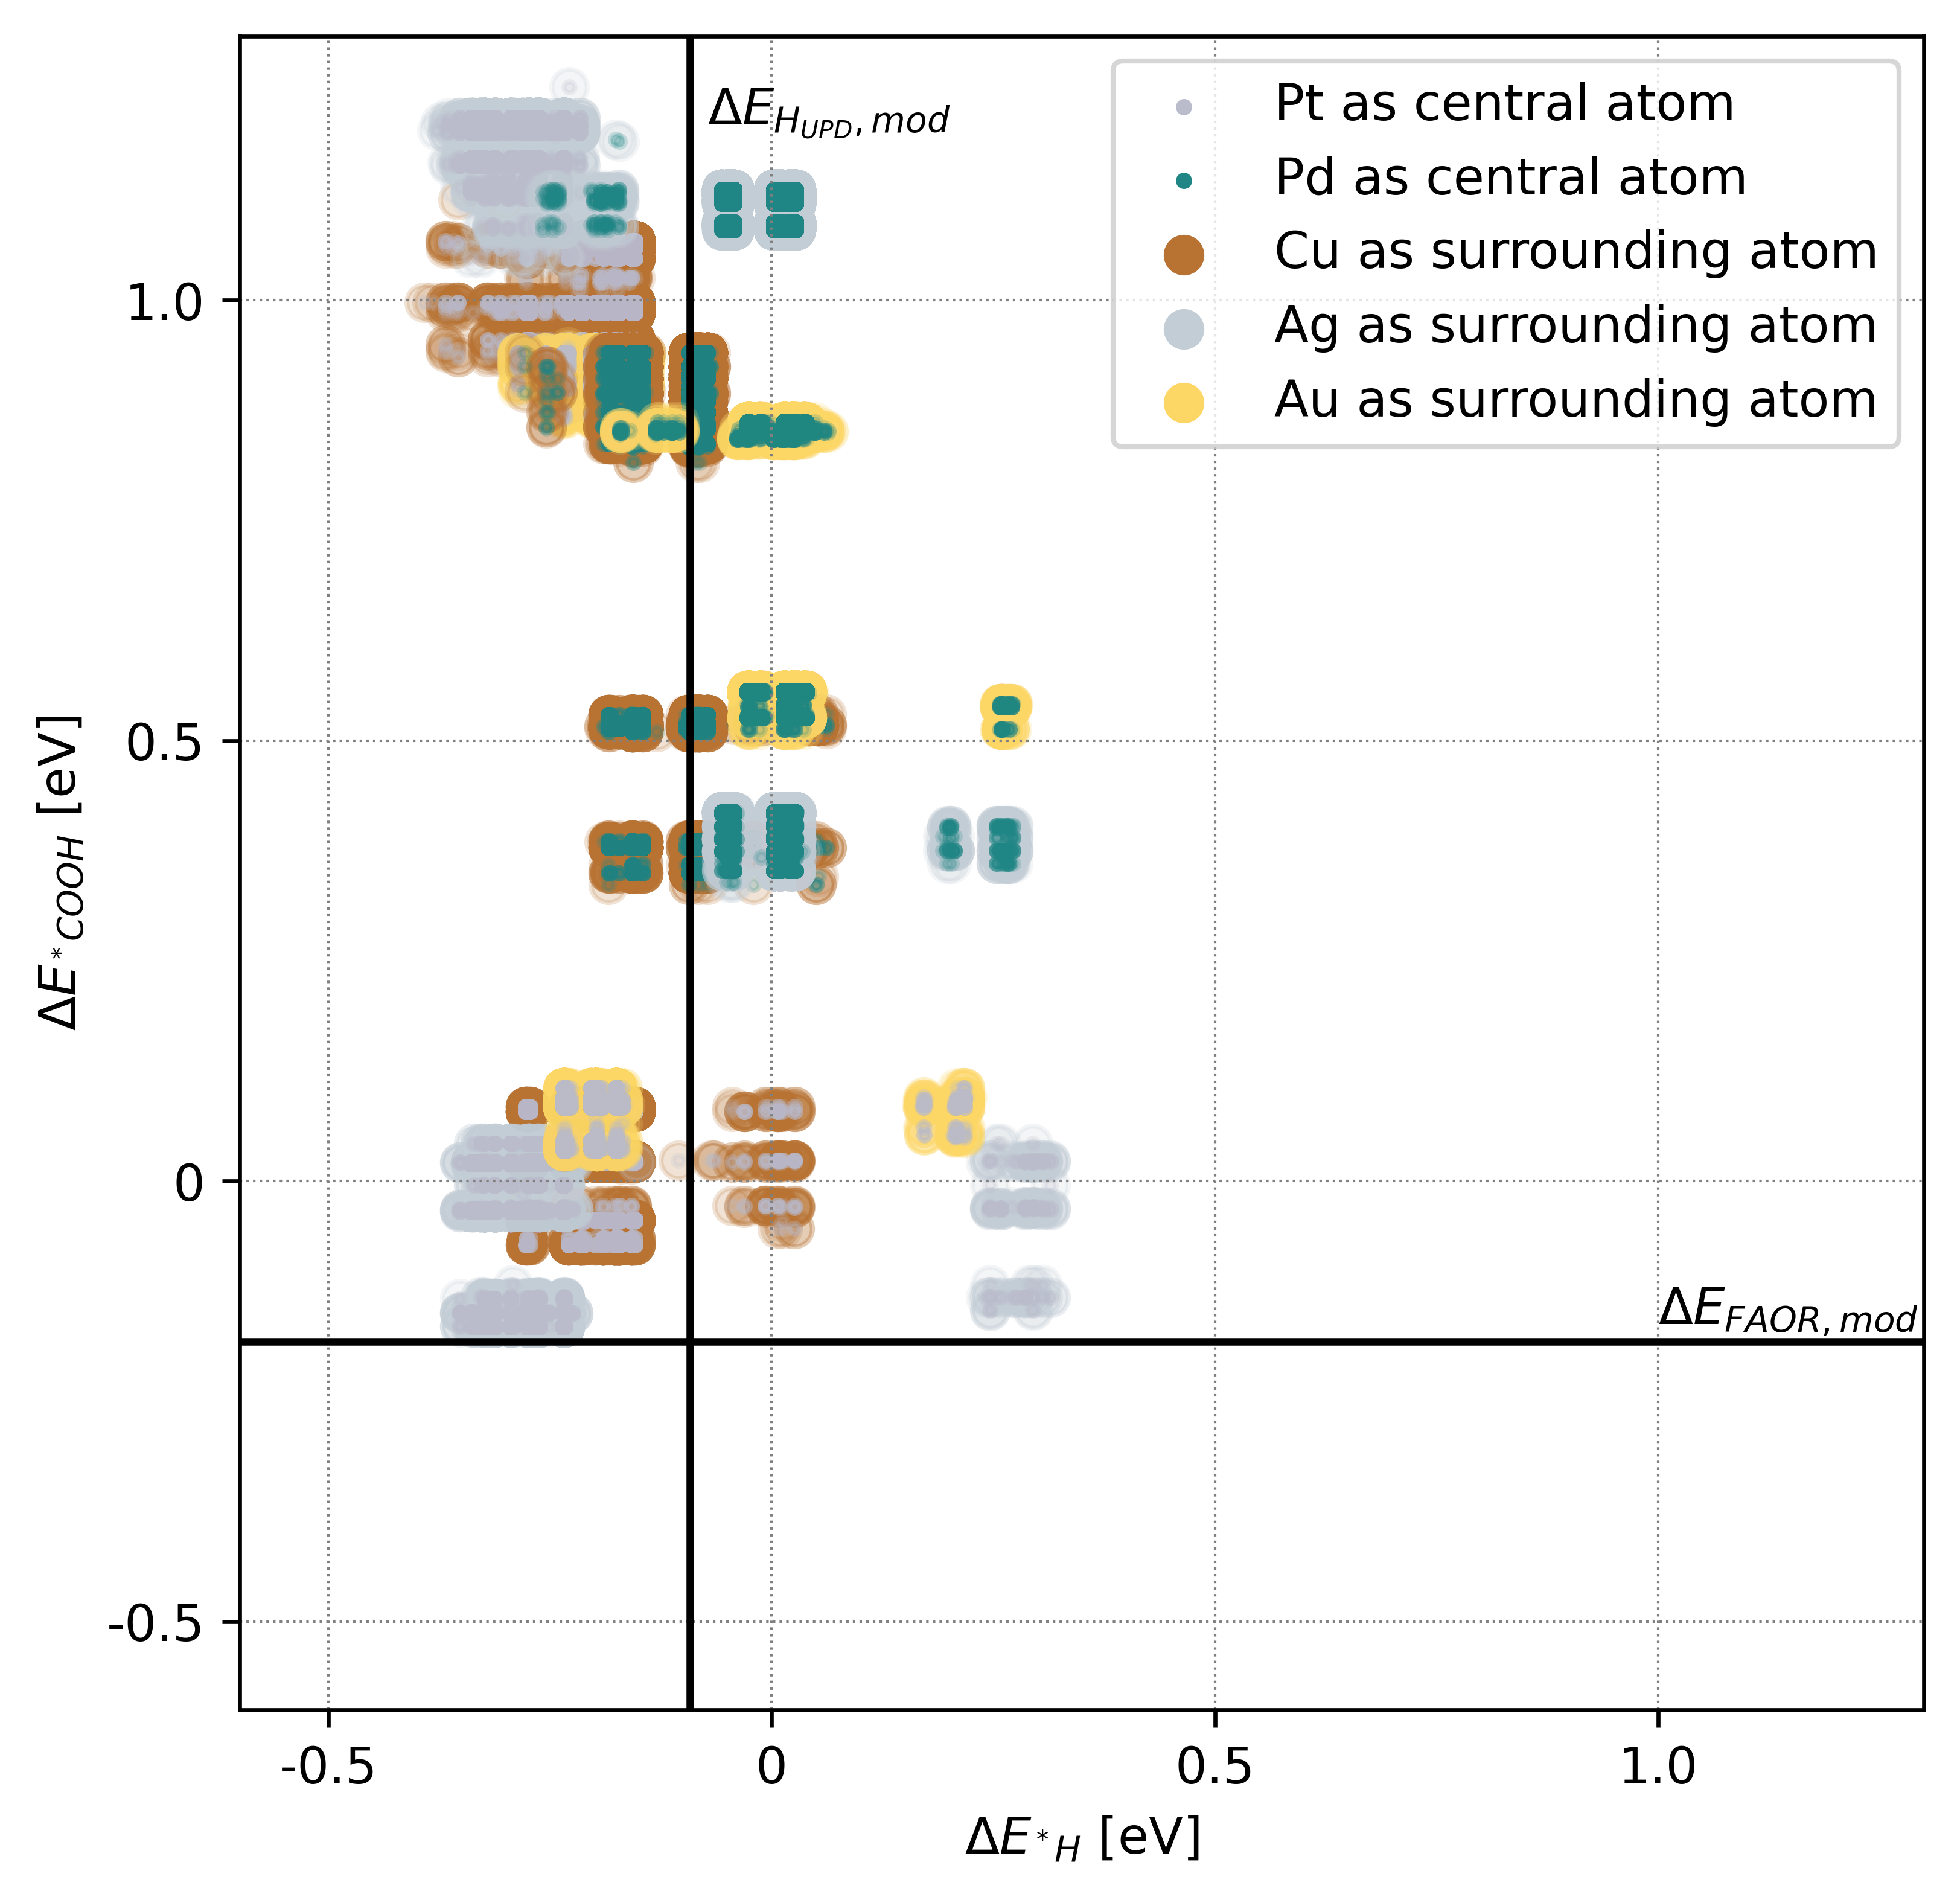 ΔE_{H_{UPD}, mod}
Pt as central atom
Pd as central atom
Cu as surrounding atom
Ag as surrounding atom
Au as surrounding atom
1.0
0.5
0
-0.5
ΔE_{*COOH} [eV]
ΔE_{FAOR, mod}
-0.5 0 0.5 1.0
ΔE_{*H} [eV]